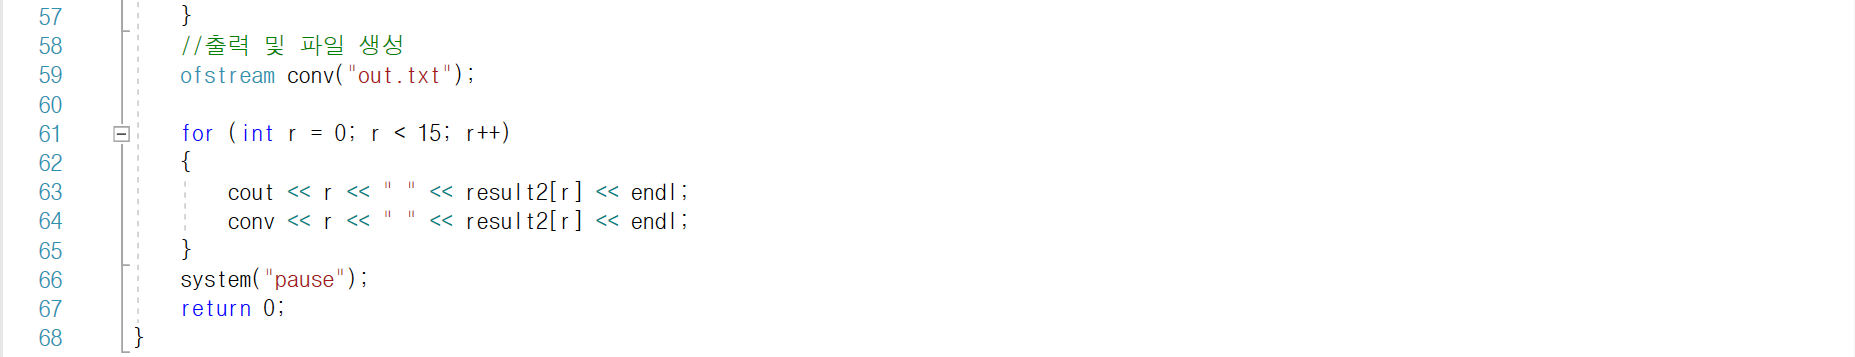 57 }
58 //출력 및 파일 생성
59 ofstream conv("out.txt");
60
61 for (int r = 0; r < 15; r++)
62 {
63 cout << r << " " << result2[r] << endl;
64 conv << r << " " << result2[r] << endl;
65 }
66 system("pause");
67 return 0;
68 }